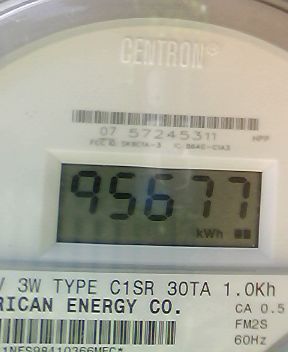 CENTRON®
07 57245311
95677
kWh
3W TYPE C1SR 30TA 1.0Kh
RICAN ENERGY CO.
CA 0.5
FM2S
60Hz